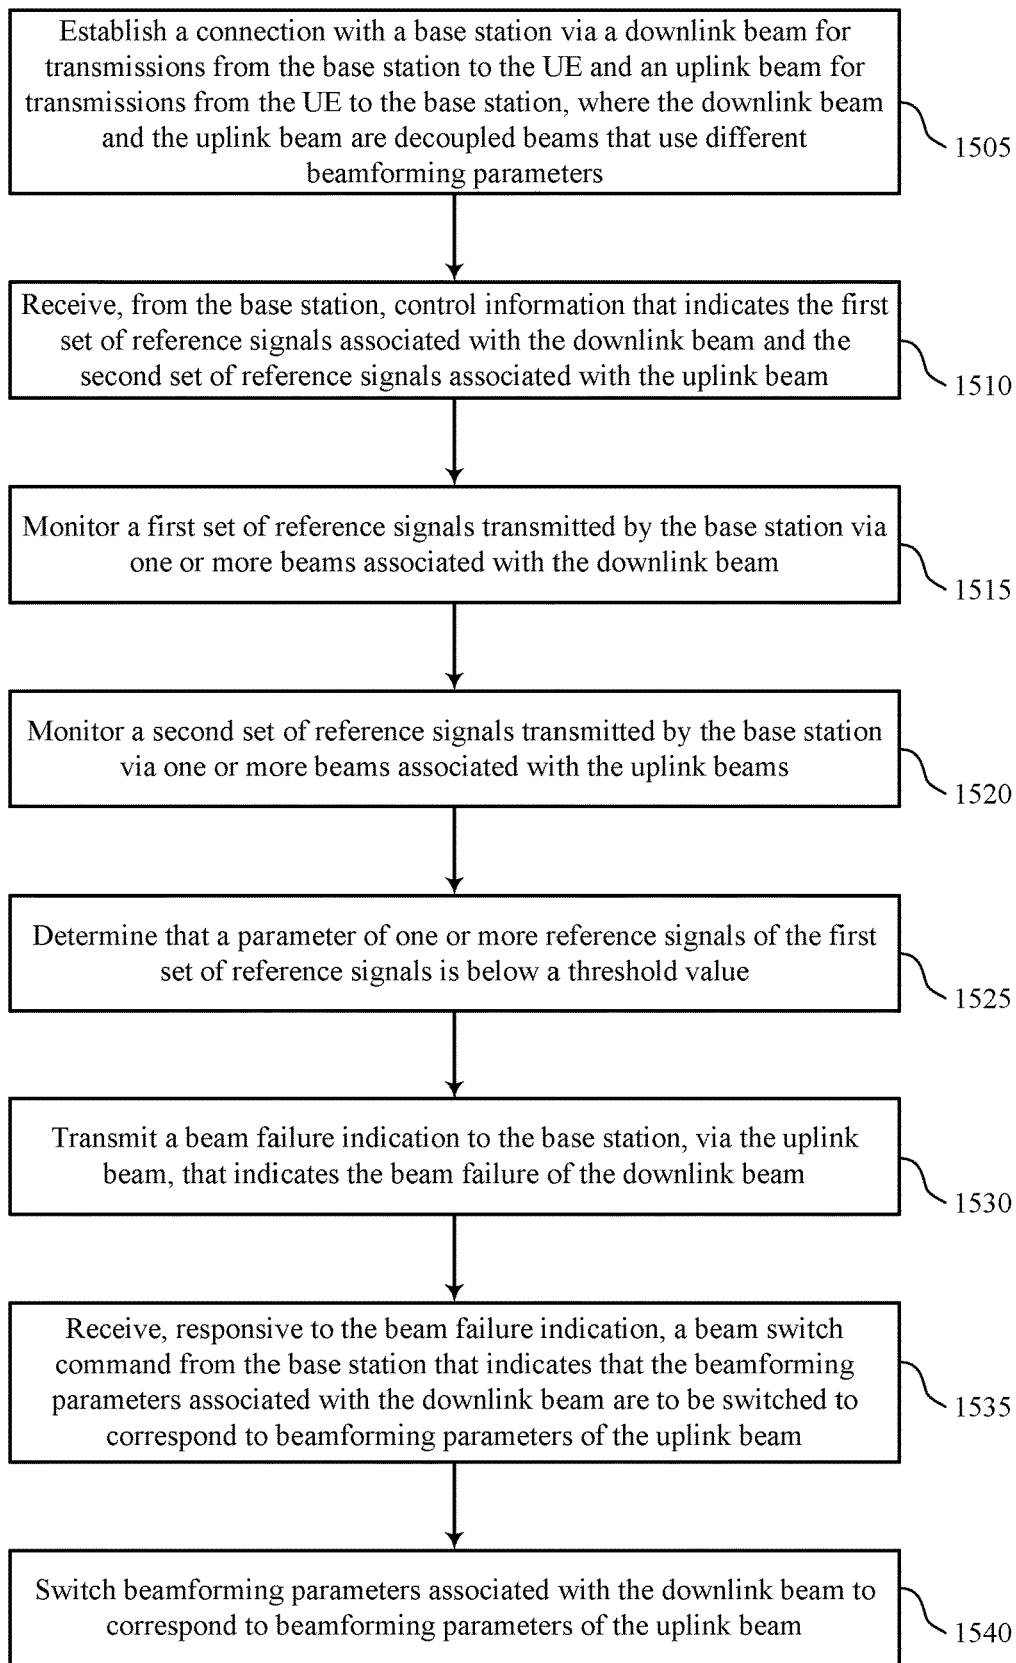 Establish a connection with a base station via a downlink beam for
transmissions from the base station to the UE and an uplink beam for
transmissions from the UE to the base station, where the downlink beam
and the uplink beam are decoupled beams that use different
beamforming parameters
1505
Receive, from the base station, control information that indicates the first
set of reference signals associated with the downlink beam and the
second set of reference signals associated with the uplink beam
1510
Monitor a first set of reference signals transmitted by the base station via
one or more beams associated with the downlink beam
1515
Monitor a second set of reference signals transmitted by the base station
via one or more beams associated with the uplink beams
1520
Determine that a parameter of one or more reference signals of the first
set of reference signals is below a threshold value
1525
Transmit a beam failure indication to the base station, via the uplink
beam, that indicates the beam failure of the downlink beam
1530
Receive, responsive to the beam failure indication, a beam switch
command from the base station that indicates that the beamforming
parameters associated with the downlink beam are to be switched to
correspond to beamforming parameters of the uplink beam
1535
Switch beamforming parameters associated with the downlink beam to
correspond to beamforming parameters of the uplink beam
1540